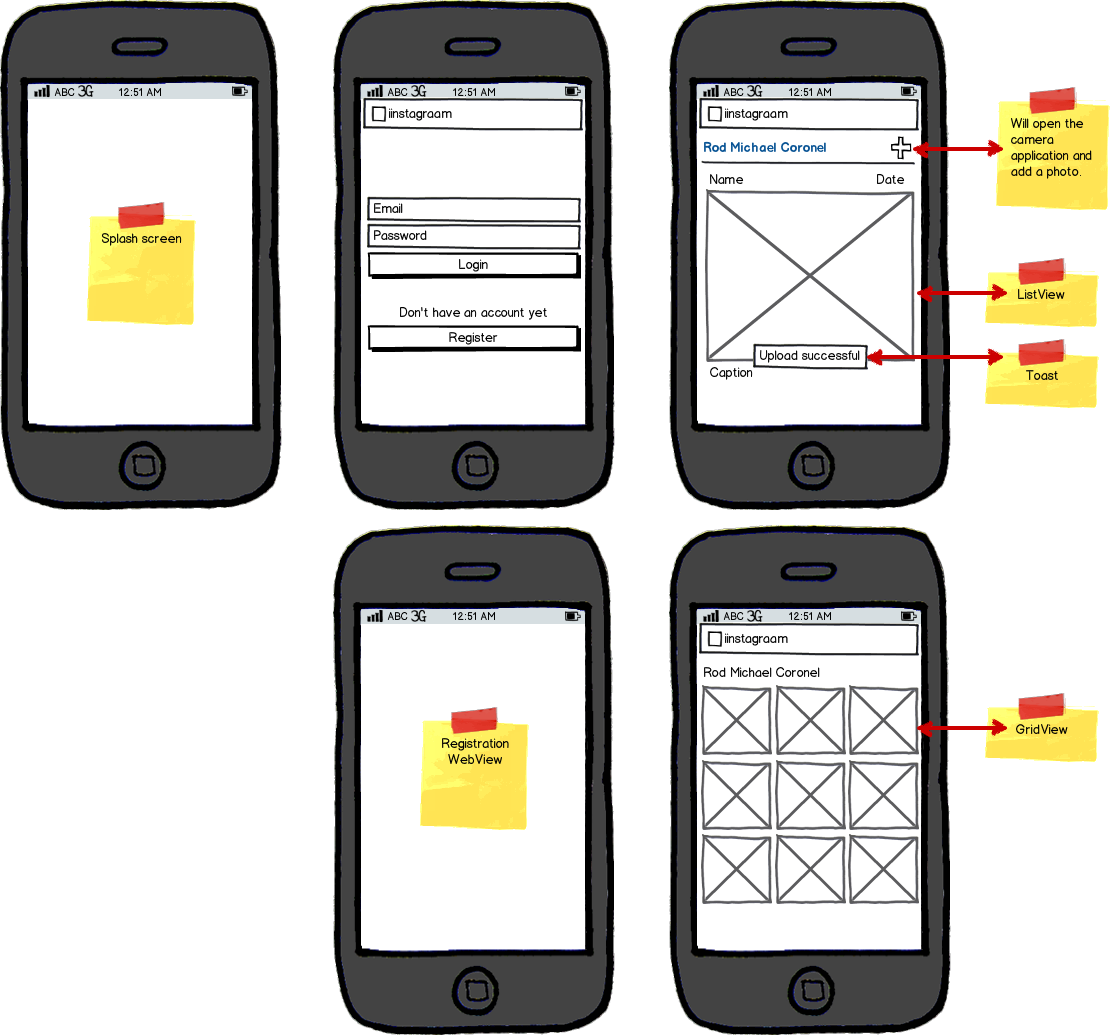 ABC 3G 12:51 AM
Splash screen
ABC 3G 12:51 AM
iinstagraam
Email
Password
Login
Don't have an account yet
Register
ABC 3G 12:51 AM
iinstagraam
Rod Michael Coronel
Name Date
Upload successful
Caption
Will open the
camera
application and
add a photo.
ListView
Toast
ABC 3G 12:51 AM
Registration
WebView
ABC 3G 12:51 AM
iinstagraam
Rod Michael Coronel
GridView